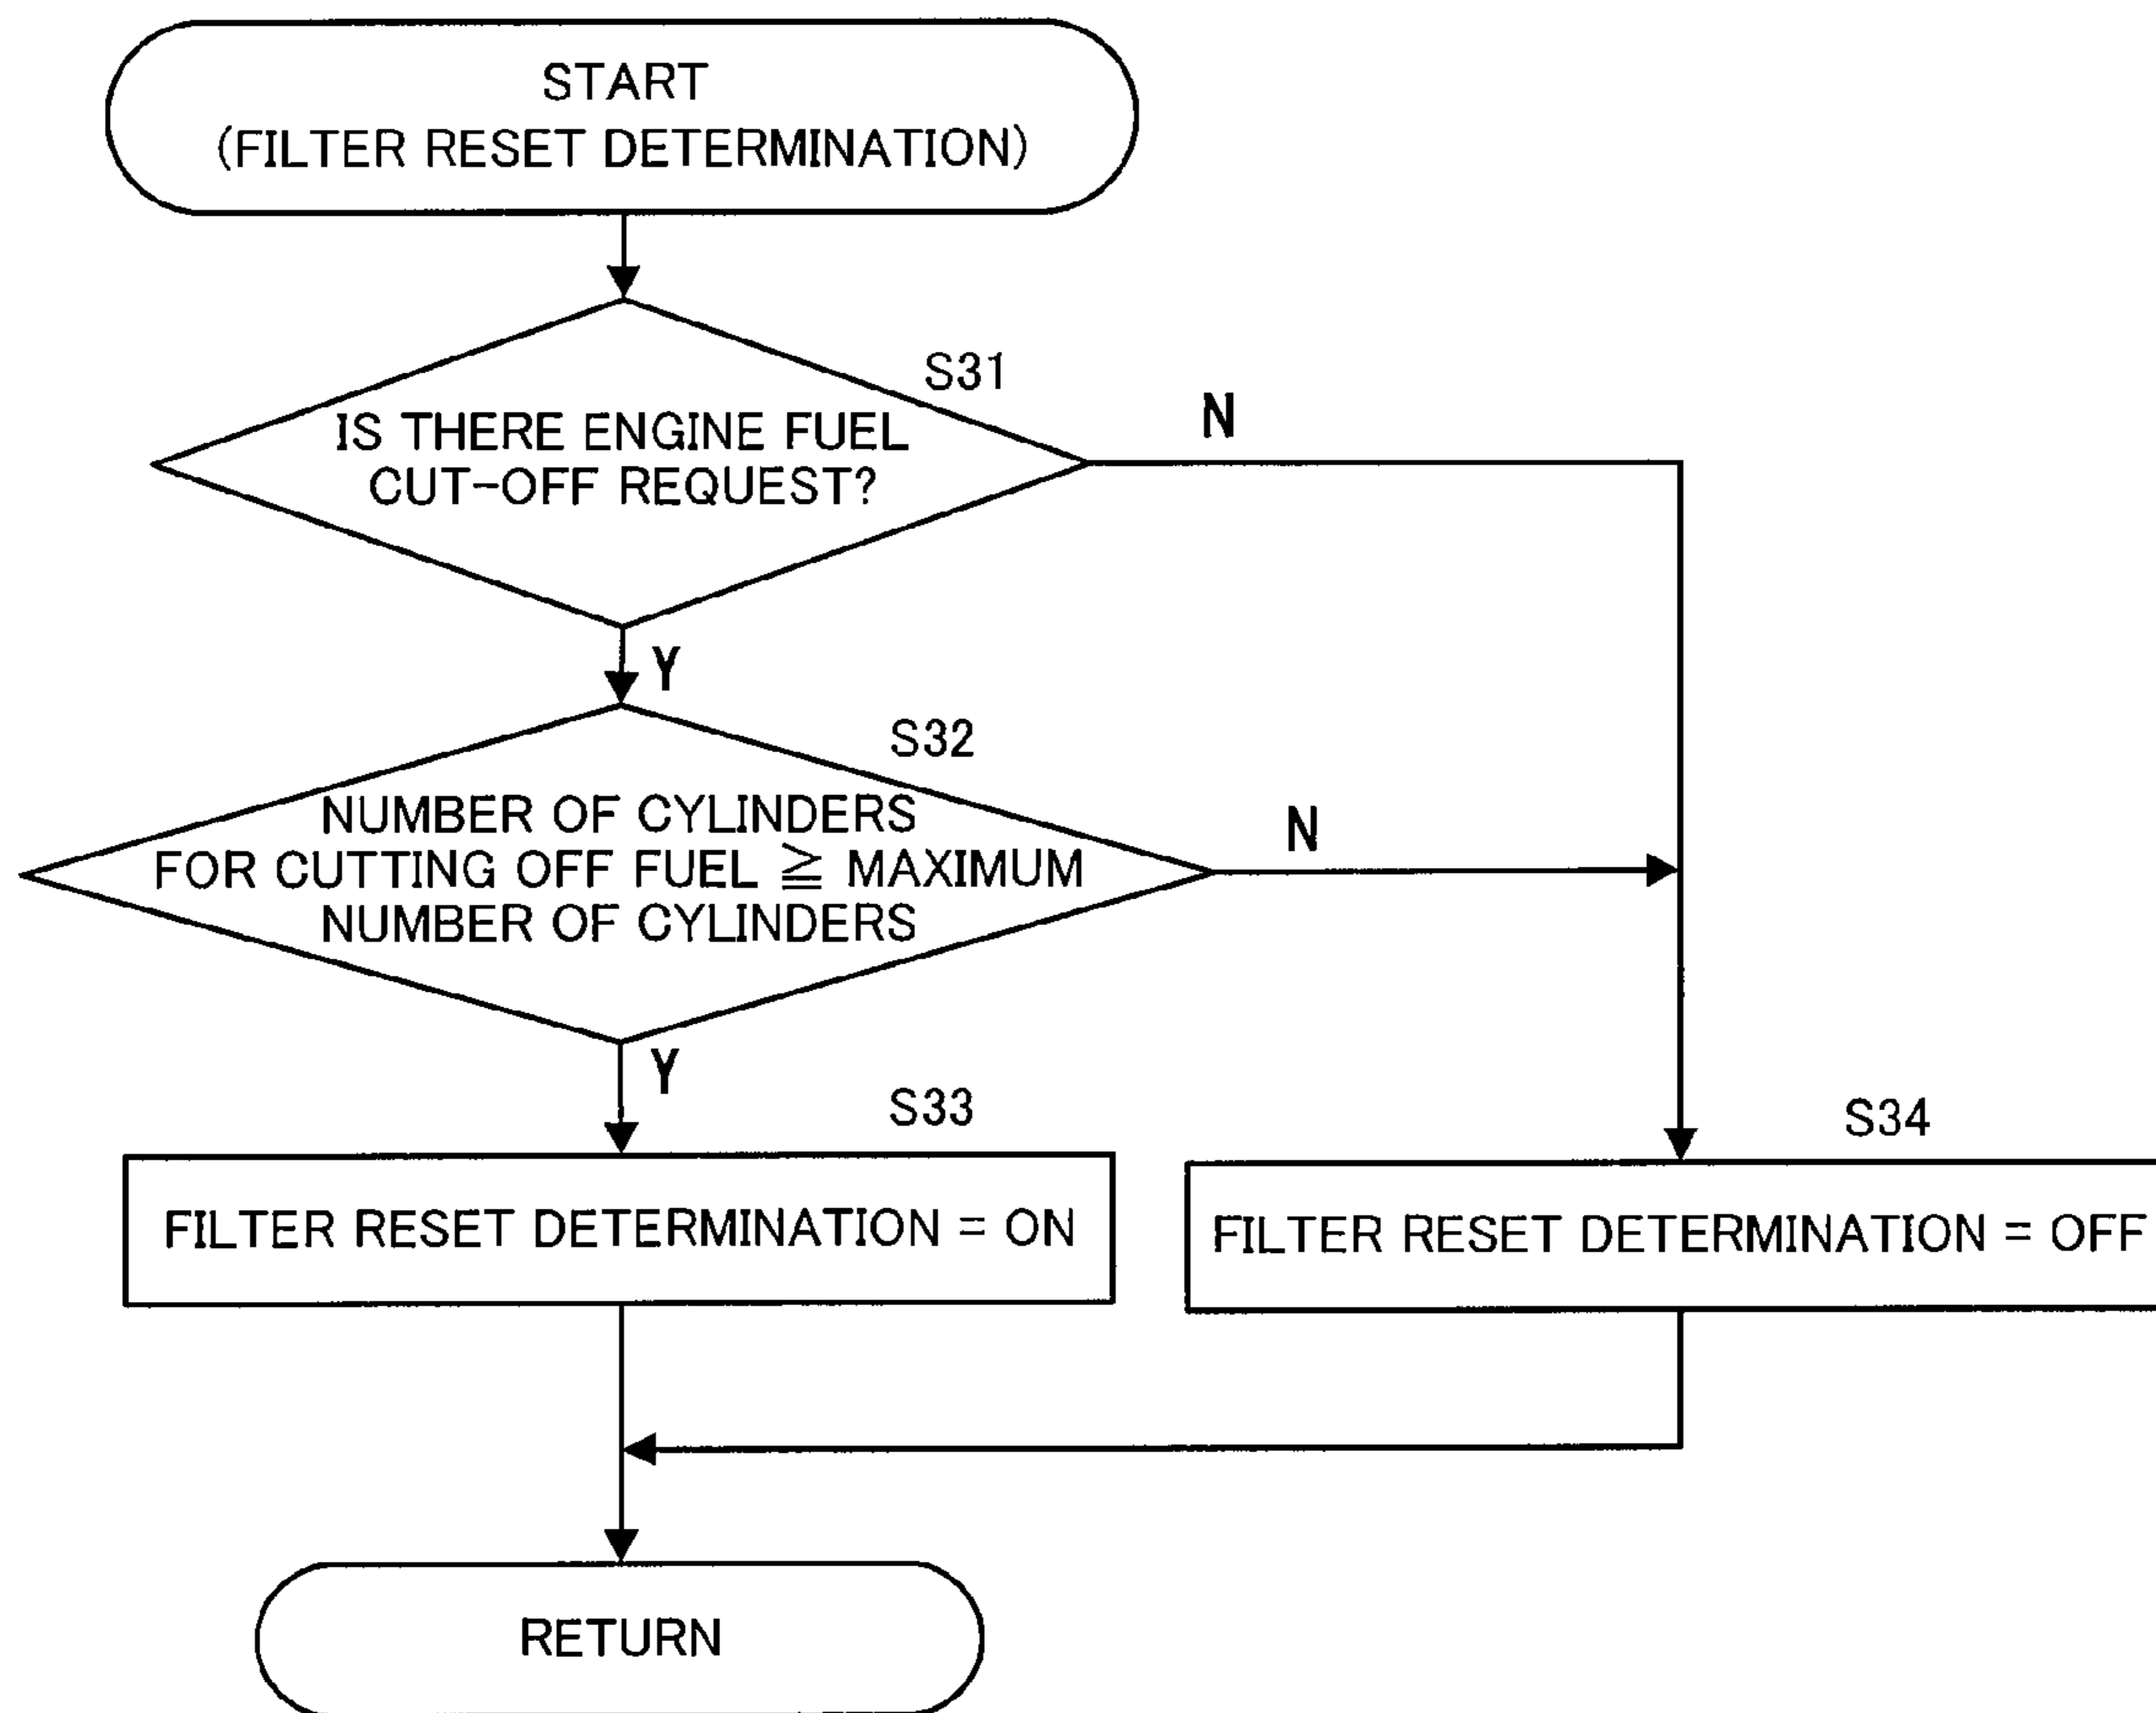 START
(FILTER RESET DETERMINATION)
S31
IS THERE ENGINE FUEL
CUT-OFF REQUEST?
N
Y
S32
NUMBER OF CYLINDERS
FOR CUTTING OFF FUEL ≧ MAXIMUM
NUMBER OF CYLINDERS
N
Y
S33
FILTER RESET DETERMINATION = ON
S34
FILTER RESET DETERMINATION = OFF
RETURN